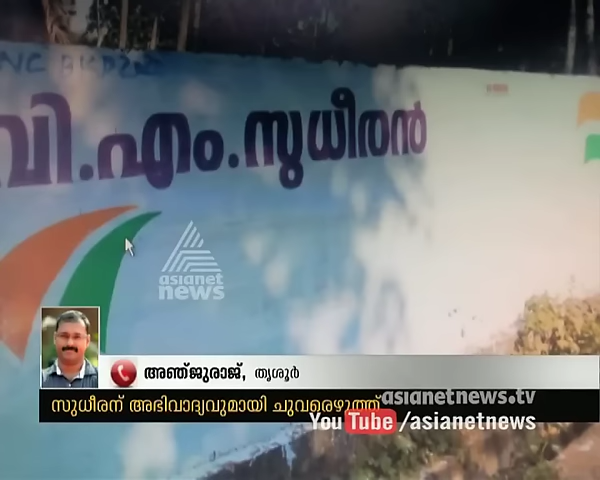 വി.എം.സുധീരൻ
asianet
news
അഞ്ജുരാജ്, തൃശൂർ
സുധീരന് അഭിവാദ്യവുമായി ചുവരെഴുത്ത്
asianetnews.tv
YouTube/asianetnews